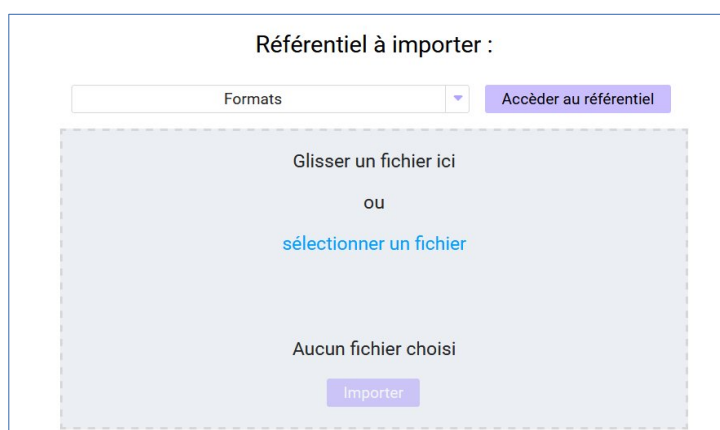 Référentiel à importer :
Formats
Accèder au référentiel
Glisser un fichier ici
ou
sélectionner un fichier
Aucun fichier choisi
Importer